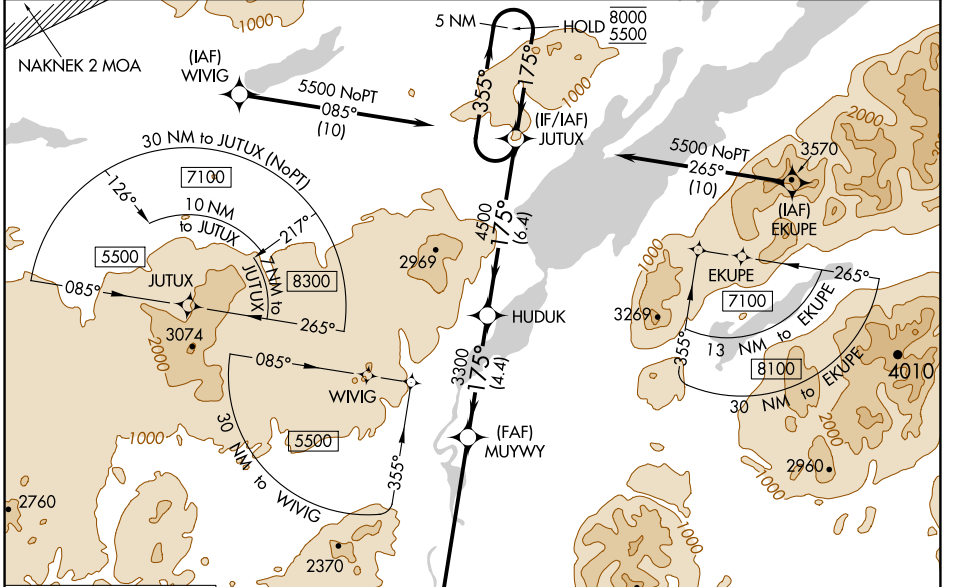 1000
NAKNEK 2 MOA
(IAF)
WIVIG
5500 NoPT
085°
(10)
5 NM
HOLD
8000
5500
355°
175°
1000
(IF/IAF)
JUTUX
5500 NoPT
265°
(10)
2000
3570
(IAF)
EKUPE
30 NM to JUTUX (NoPT)
7100
126°
10 NM
to JUTUX
217°
7 NM to
JUTUX
5500
8300
JUTUX
085°
265°
3074
2000
4500
175°
(6.4)
2969
HUDUK
1000
EKUPE
265°
7100
3269
13 NM to EKUPE
355°
8100
30 NM to EKUPE
4010
2000
2960
1000
085°
WIVIG
5500
30 NM to WIVIG
355°
3300
175°
(4.4)
(FAF)
MUYWY
1000
2760
2370
1000